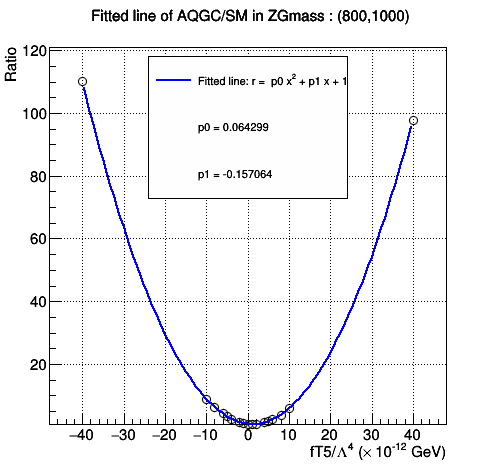 Fitted line of AQGC/SM in ZGmass : (800,1000)
Ratio
120
100
80
60
40
20
Fitted line: r = p0 x² + p1 x + 1
p0 = 0.064299
p1 = -0.157064
−40 −30 −20 −10 0 10 20 30 40
fT5/Λ⁴ (× 10⁻¹² GeV)